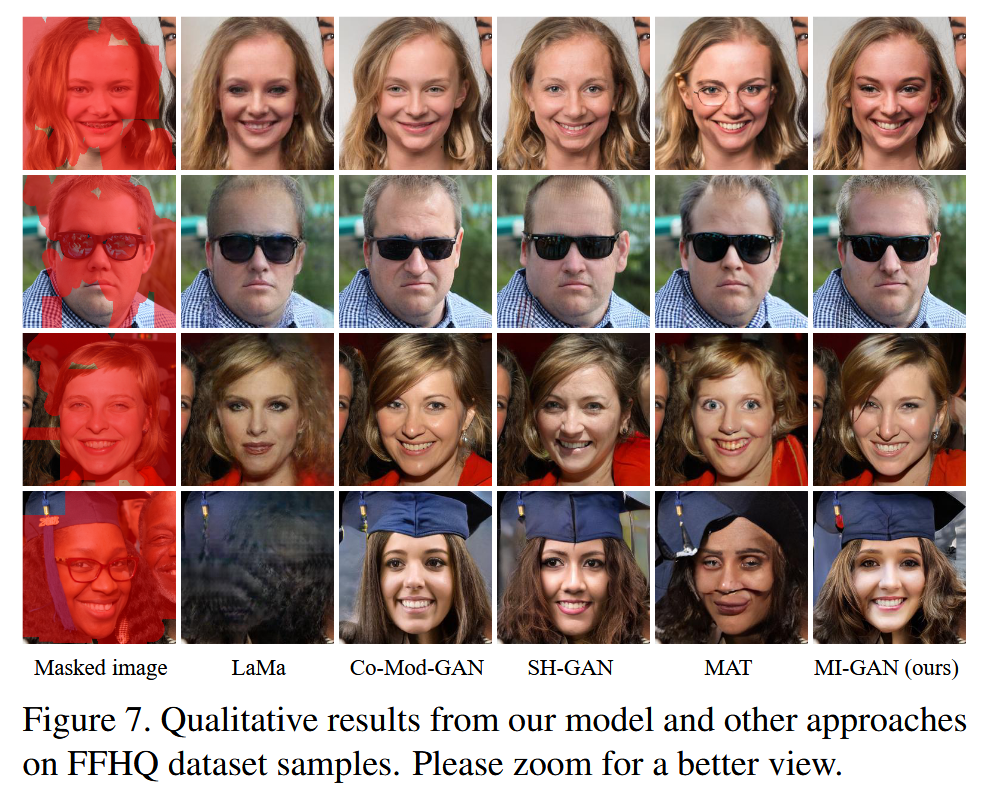 Masked image LaMa Co-Mod-GAN SH-GAN MAT MI-GAN (ours)
Figure 7. Qualitative results from our model and other approaches
on FFHQ dataset samples. Please zoom for a better view.